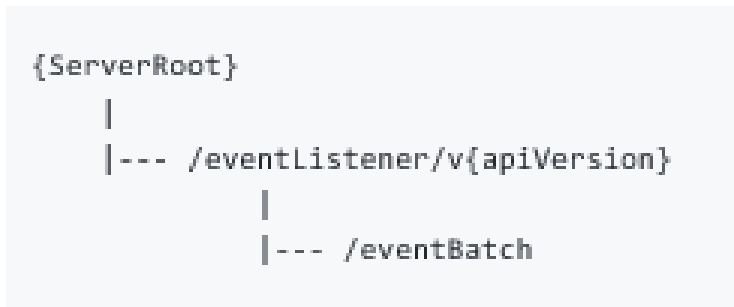 {ServerRoot}
|
|--- /eventListener/v{apiVersion}
|
|--- /eventBatch